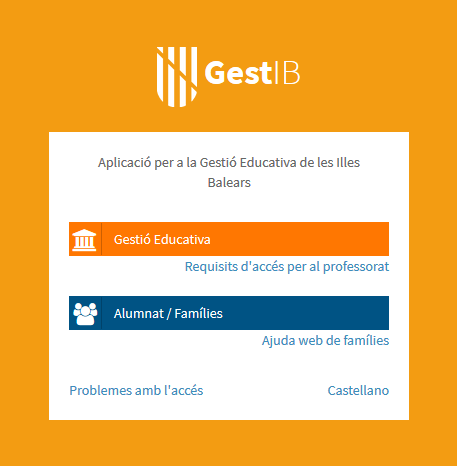 GestIB
Aplicació per a la Gestió Educativa de les Illes
Balears
Gestió Educativa
Requisits d'accés per al professorat
Alumnat / Famílies
Ajuda web de famílies
Problemes amb l'accés
Castellano